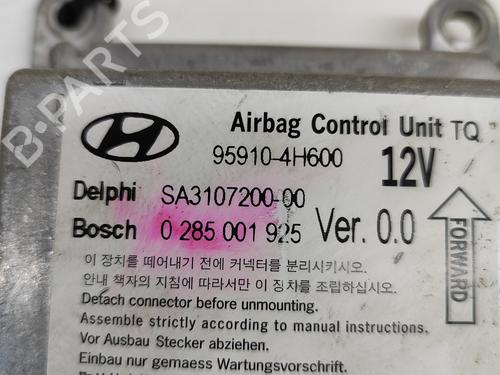 B-PARTS
Airbag Control Unit TQ
95910-4H600
12V
Delphi SA3107200-00
Bosch 0 285 001 925 Ver. 0.0
FORWARD
이 장치를 떼어내기 전에 커넥터를 분리시키시오.
안내 책자의 지침에 따라서만 이 장치를 조립하십시오.
Detach connector before unmounting.
Assemble strictly according to manual instructions.
Vor Ausbau Stecker abziehen.
Einbau nur gemaess Wartungsvorschrift.